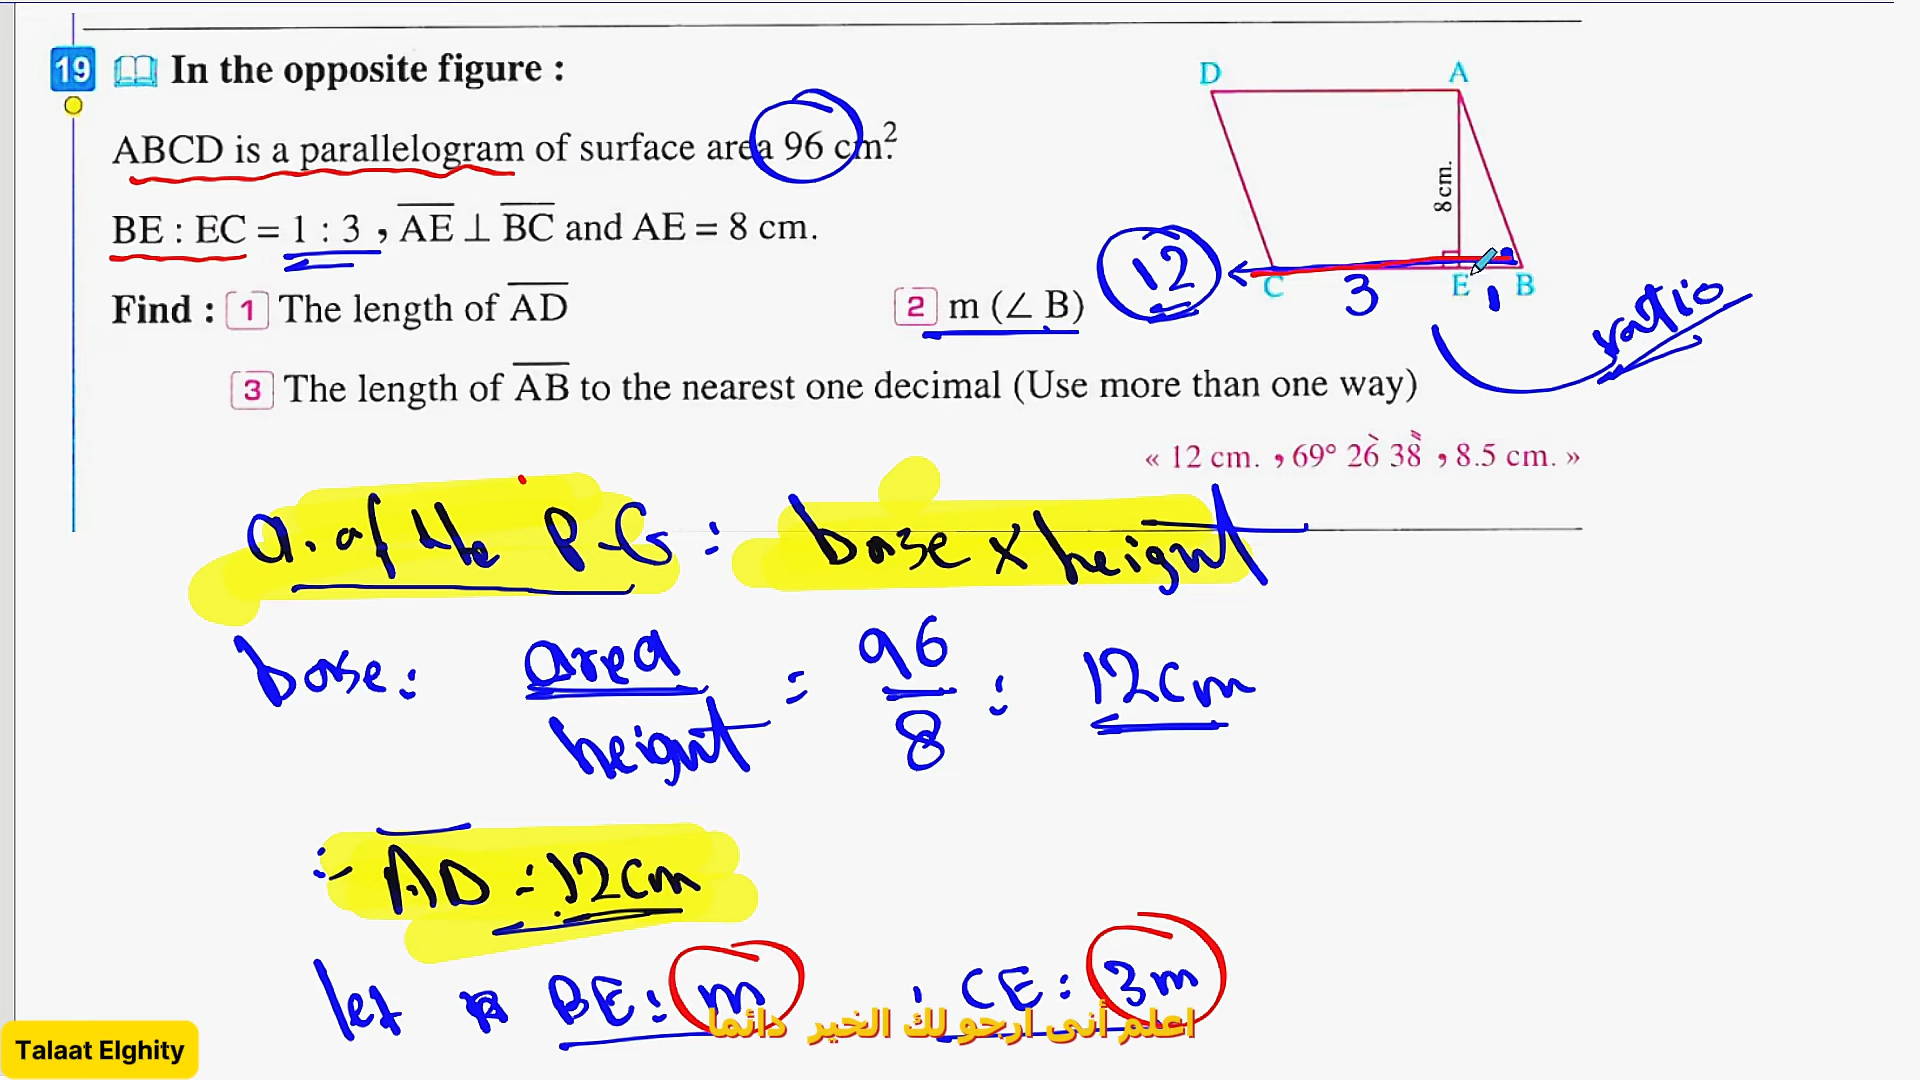 19 In the opposite figure :
ABCD is a parallelogram of surface area 96 cm².
BE : EC = 1 : 3 , AE ⊥ BC and AE = 8 cm.
Find : 1 The length of AD 2 m (∠ B)
3 The length of AB to the nearest one decimal (Use more than one way)
« 12 cm. , 69° 26` 38`` , 8.5 cm. »
D A
8 cm.
12 C 3 E 1 B
ratio
a. of the P.G = base × height
base = area / height = 96 / 8 = 12 cm
∴ AD = 12 cm
let BE = m , CE = 3m
اعلم أنى ارجو لك الخير دائما
Talaat Elghity